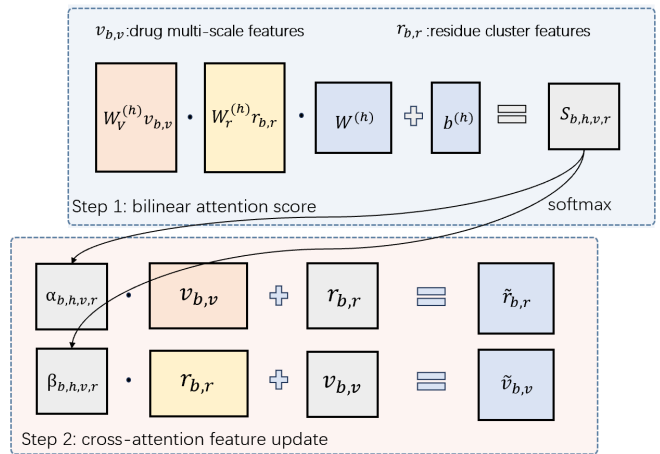 v_{b,v}:drug multi-scale features r_{b,r}:residue cluster features
W_V^{(h)}v_{b,v} · W_r^{(h)}r_{b,r} · W^{(h)} + b^{(h)} = S_{b,h,v,r}
Step 1: bilinear attention score softmax
α_{b,h,v,r} · v_{b,v} + r_{b,r} = r̃_{b,r}
β_{b,h,v,r} · r_{b,r} + v_{b,v} = ṽ_{b,v}
Step 2: cross-attention feature update